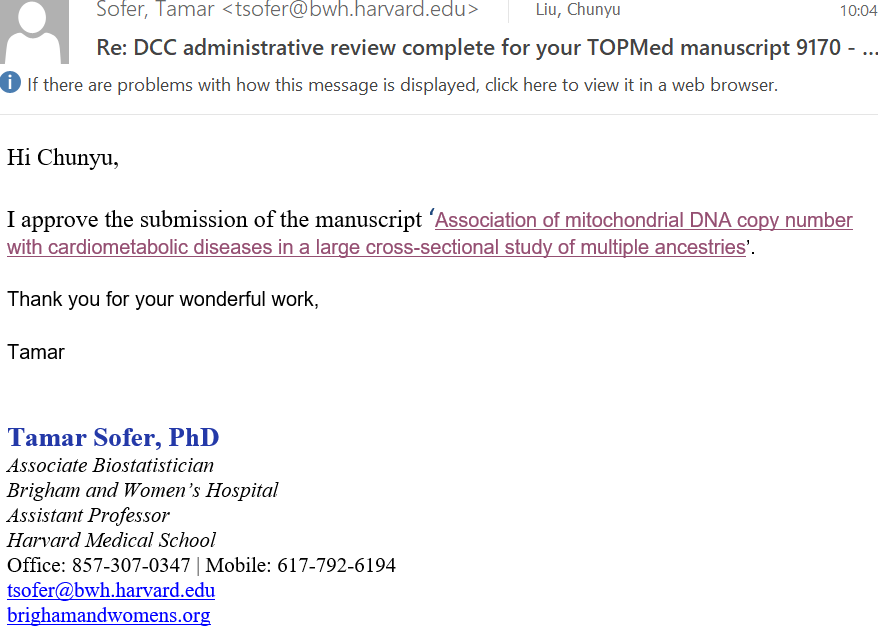 Sofer, Tamar <tsofer@bwh.harvard.edu> Liu, Chunyu 10:04
Re: DCC administrative review complete for your TOPMed manuscript 9170 - ...
If there are problems with how this message is displayed, click here to view it in a web browser.
Hi Chunyu,
I approve the submission of the manuscript ‘Association of mitochondrial DNA copy number
with cardiometabolic diseases in a large cross-sectional study of multiple ancestries’.
Thank you for your wonderful work,
Tamar
Tamar Sofer, PhD
Associate Biostatistician
Brigham and Women’s Hospital
Assistant Professor
Harvard Medical School
Office: 857-307-0347 | Mobile: 617-792-6194
tsofer@bwh.harvard.edu
brighamandwomens.org